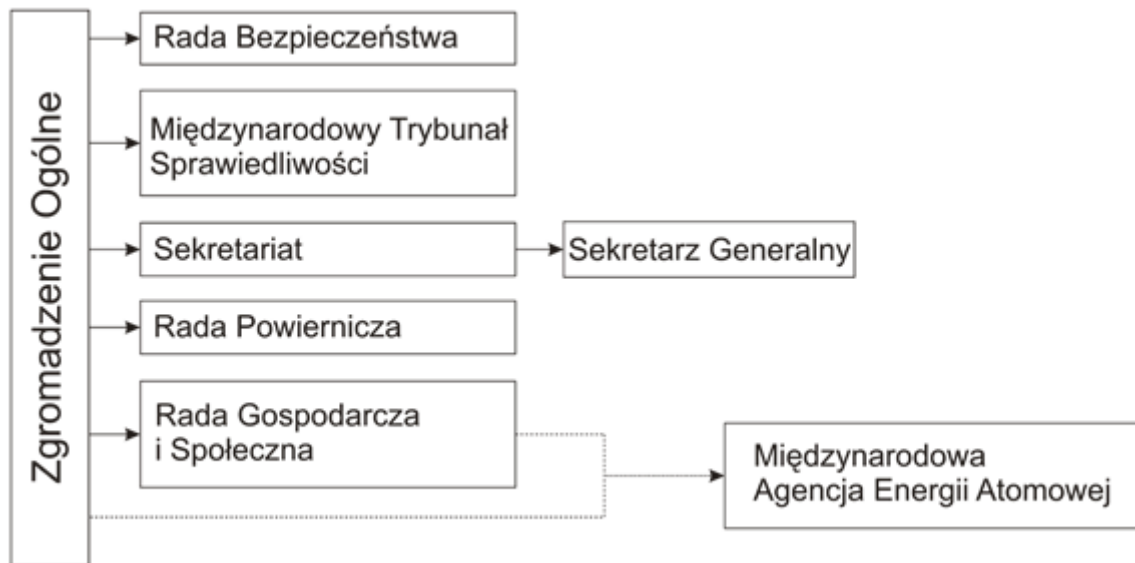 Zgromadzenie Ogólne
Rada Bezpieczeństwa
Międzynarodowy Trybunał
Sprawiedliwości
Sekretariat
Sekretarz Generalny
Rada Powiernicza
Rada Gospodarcza
i Społeczna
Międzynarodowa
Agencja Energii Atomowej